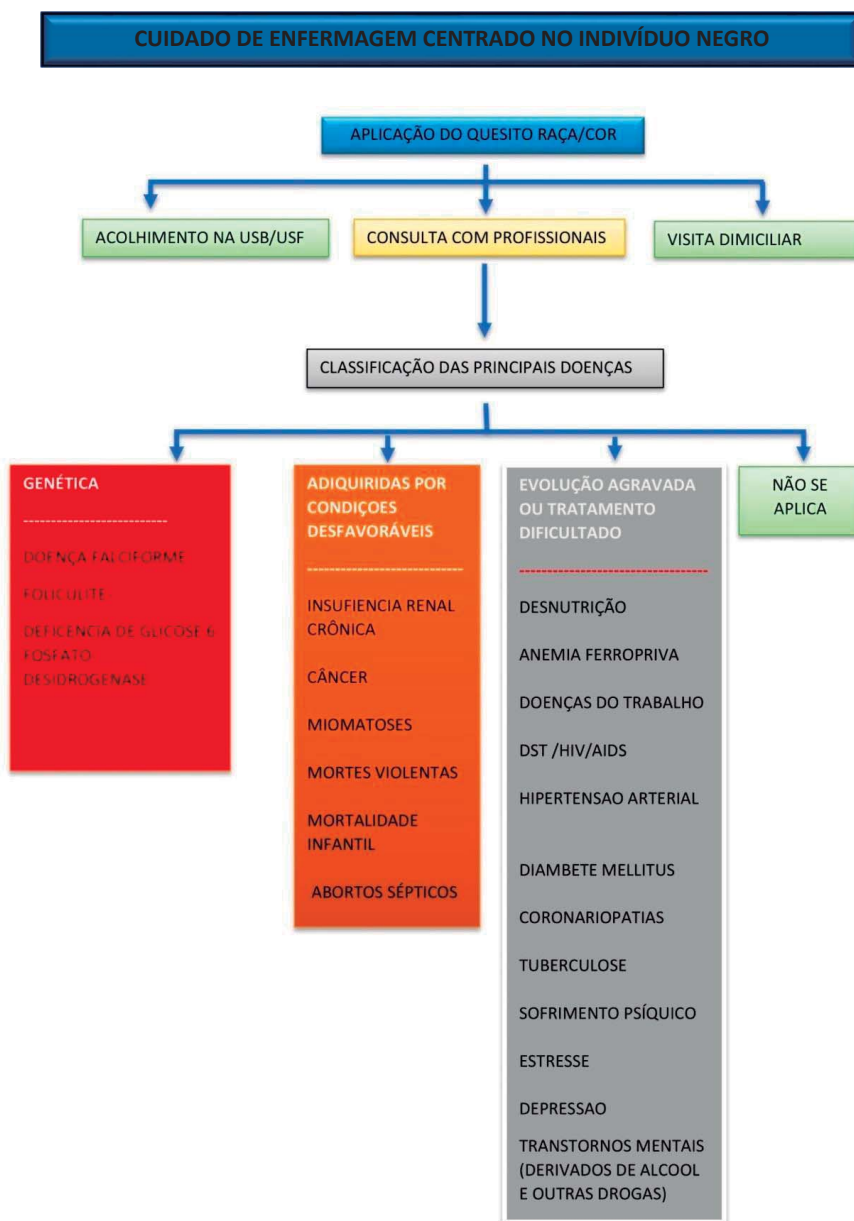 CUIDADO DE ENFERMAGEM CENTRADO NO INDIVÍDUO NEGRO
APLICAÇÃO DO QUESITO RAÇA/COR
ACOLHIMENTO NA USB/USF
CONSULTA COM PROFISSIONAIS
VISITA DIMICILIAR
CLASSIFICAÇÃO DAS PRINCIPAIS DOENÇAS
GENÉTICA
---------------------------
DOENÇA FALCIFORME
FOLICULITE
DEFICENCIA DE GLICOSE 6
FOSFATO
DESIDROGENASE
ADIQUIRIDAS POR
CONDIÇOES
DESFAVORÁVEIS
-----------------------------
INSUFIENCIA RENAL
CRÔNICA
CÂNCER
MIOMATOSES
MORTES VIOLENTAS
MORTALIDADE
INFANTIL
ABORTOS SÉPTICOS
EVOLUÇÃO AGRAVADA
OU TRATAMENTO
DIFICULTADO
-----------------------------------
DESNUTRIÇÃO
ANEMIA FERROPRIVA
DOENÇAS DO TRABALHO
DST /HIV/AIDS
HIPERTENSAO ARTERIAL
DIAMBETE MELLITUS
CORONARIOPATIAS
TUBERCULOSE
SOFRIMENTO PSÍQUICO
ESTRESSE
DEPRESSAO
TRANSTORNOS MENTAIS
(DERIVADOS DE ALCOOL
E OUTRAS DROGAS)
NÃO SE
APLICA